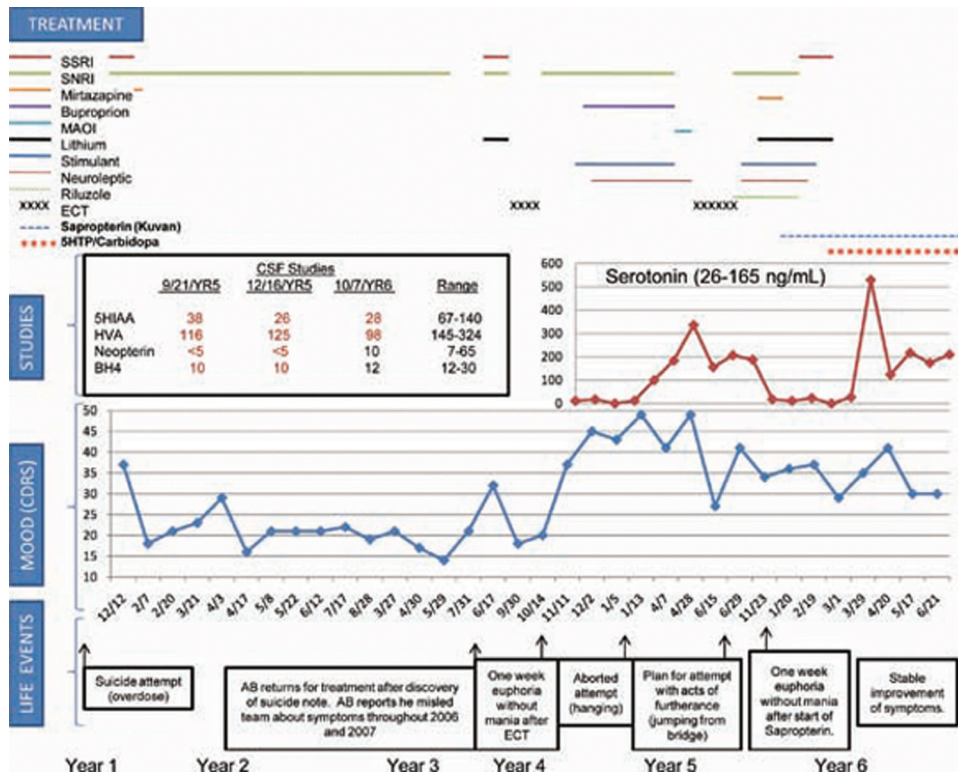 TREATMENT
SSRI
SNRI
Mirtazapine
Buproprion
MAOI
Lithium
Stimulant
Neuroleptic
Riluzole
XXXX ECT XXXX XXXXXX
Sapropterin (Kuvan)
5HTP/Carbidopa
STUDIES
CSF Studies
9/21/YR5 12/16/YR5 10/7/YR6 Range
5HIAA 38 26 28 67-140
HVA 116 125 98 145-324
Neopterin <5 <5 10 7-65
BH4 10 10 12 12-30
Serotonin (26-165 ng/mL)
600
500
400
300
200
100
0
MOOD (CDRS)
50
45
40
35
30
25
20
15
10
12/12 2/7 2/20 3/21 4/3 4/17 5/8 5/22 6/12 7/17 8/28 3/27 4/30 5/29 7/31 6/17 9/30 10/14 11/11 12/2 1/5 1/13 4/7 4/28 6/15 6/29 11/23 1/20 2/19 3/1 3/29 4/20 5/17 6/21
LIFE EVENTS
Suicide attempt
(overdose)
AB returns for treatment after discovery
of suicide note. AB reports he misled
team about symptoms throughout 2006
and 2007
One week
euphoria
without
mania after
ECT
Aborted
attempt
(hanging)
Plan for attempt
with acts of
furtherance
(jumping from
bridge)
One week
euphoria
without mania
after start of
Sapropterin.
Stable
improvement
of symptoms.
Year 1 Year 2 Year 3 Year 4 Year 5 Year 6